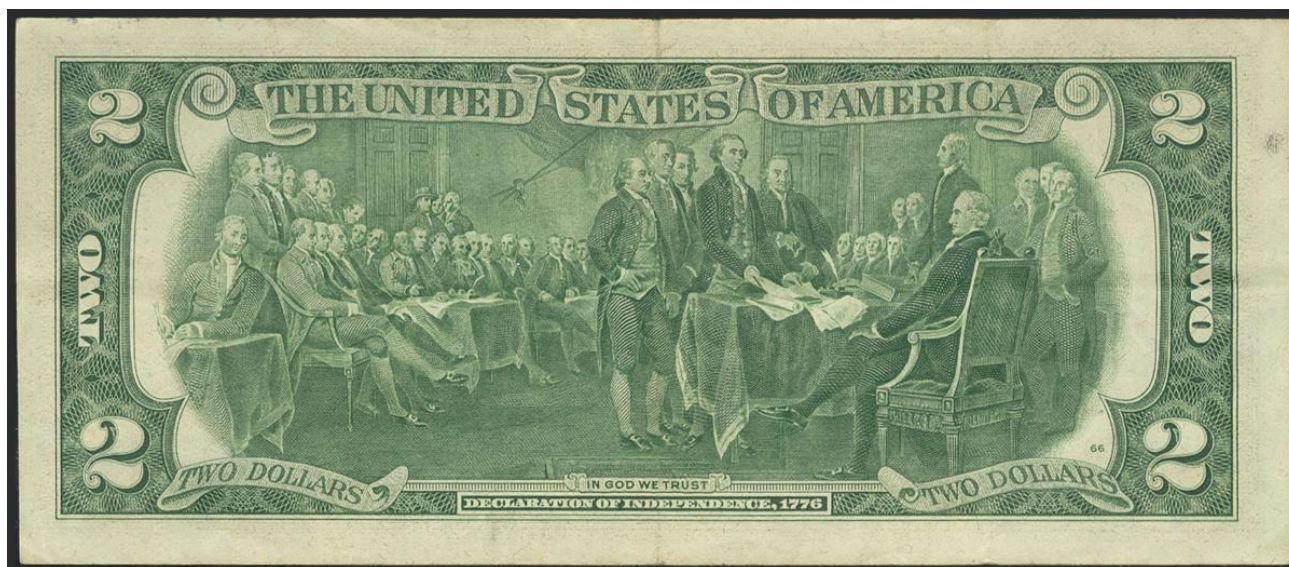 THE UNITED STATES OF AMERICA
2
2
TWO
TWO
66
2
2
TWO DOLLARS
TWO DOLLARS
IN GOD WE TRUST
DECLARATION OF INDEPENDENCE, 1776